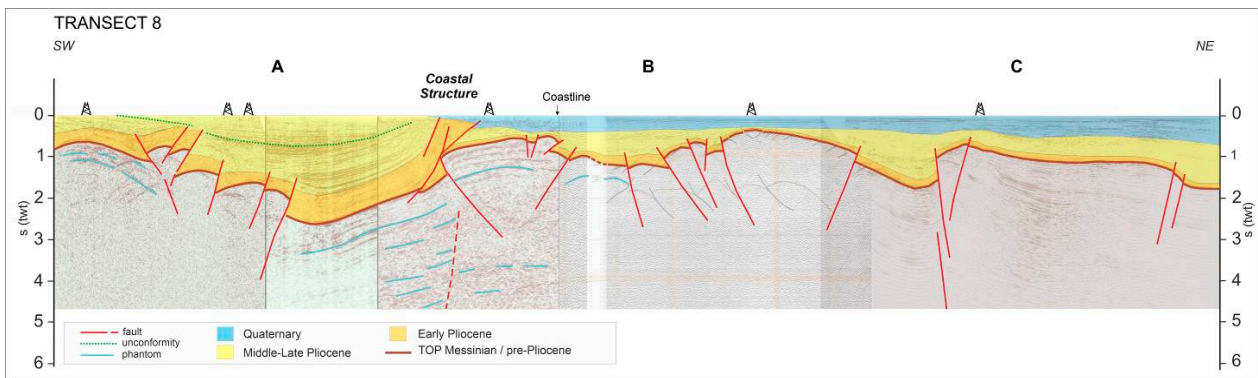 TRANSECT 8
SW
NE
A
B
C
Coastal
Structure
Coastline
0
1
2
3
4
5
6
s (twt)
0
1
2
3
4
5
6
s (twt)
fault
unconformity
phantom
Quaternary
Middle-Late Pliocene
Early Pliocene
TOP Messinian / pre-Pliocene